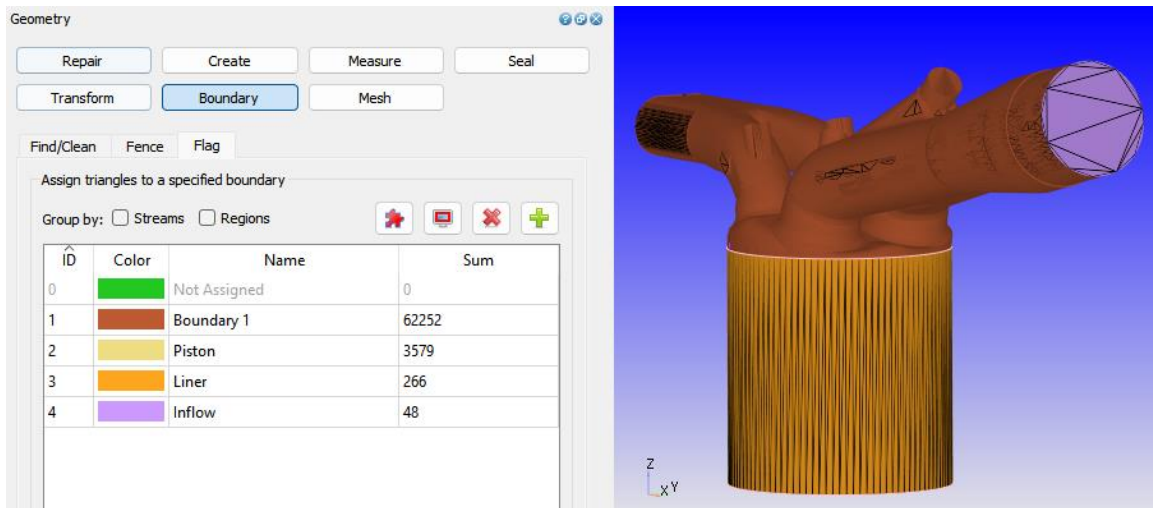 Geometry
Repair Create Measure Seal
Transform Boundary Mesh
Find/Clean Fence Flag
Assign triangles to a specified boundary
Group by: Streams Regions
ID Color Name Sum
0 Not Assigned 0
1 Boundary 1 62252
2 Piston 3579
3 Liner 266
4 Inflow 48
Z
X Y